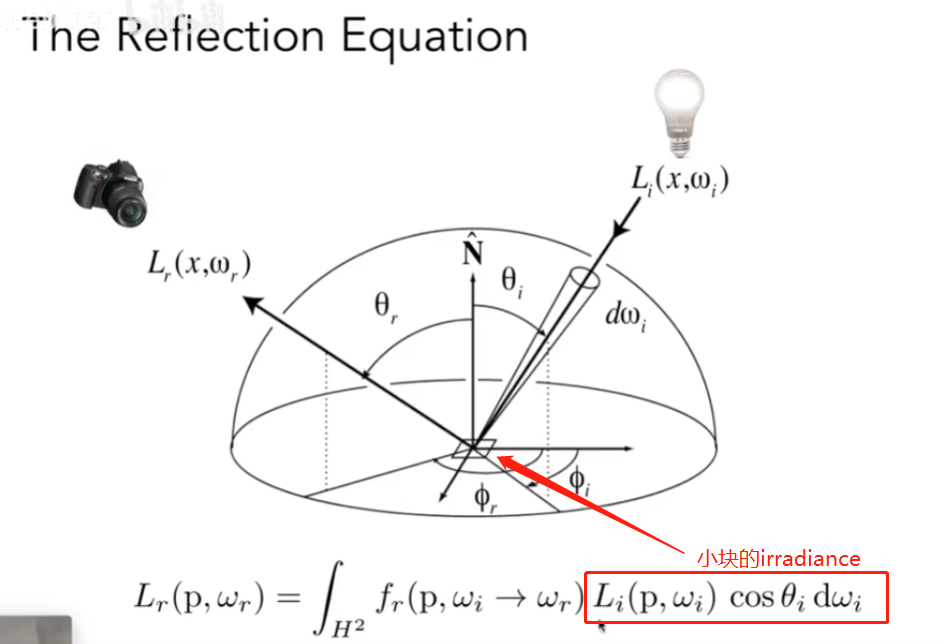 The Reflection Equation
L_i(x,ω_i)
L_r(x,ω_r)
N̂
θ_i
θ_r
dω_i
ϕ_i
ϕ_r
小块的irradiance
L_r(p, ω_r) = ∫_{H²} f_r(p, ω_i → ω_r) L_i(p, ω_i) cos θ_i dω_i